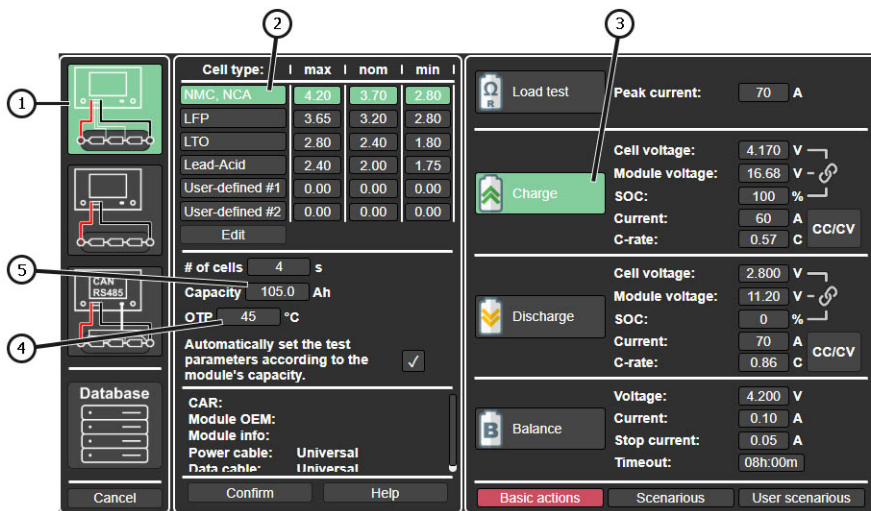 1
2
3
4
5
CAN
RS485
Database
Cancel
Cell type: max nom min
NMC, NCA 4.20 3.70 2.80
LFP 3.65 3.20 2.80
LTO 2.80 2.40 1.80
Lead-Acid 2.40 2.00 1.75
User-defined #1 0.00 0.00 0.00
User-defined #2 0.00 0.00 0.00
Edit
# of cells 4 s
Capacity 105.0 Ah
OTP 45 °C
Automatically set the test
parameters according to the
module's capacity.
CAR:
Module OEM:
Module info:
Power cable: Universal
Data cable: Universal
Confirm Help
Ω
R
Load test Peak current: 70 A
Charge
Cell voltage: 4.170 V
Module voltage: 16.68 V
SOC: 100 %
Current: 60 A
C-rate: 0.57 C
CC/CV
Discharge
Cell voltage: 2.800 V
Module voltage: 11.20 V
SOC: 0 %
Current: 70 A
C-rate: 0.86 C
CC/CV
B
Balance
Voltage: 4.200 V
Current: 0.10 A
Stop current: 0.05 A
Timeout: 08h:00m
Basic actions Scenarious User scenarious